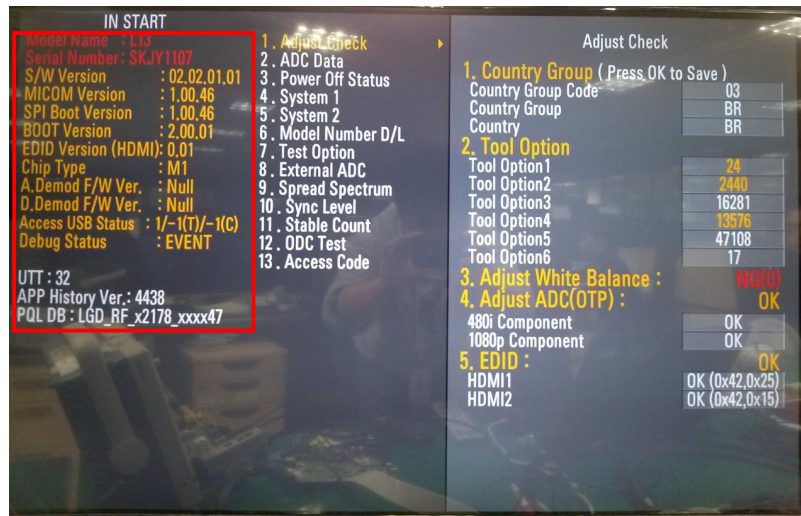 IN START
Model Name : LT3
Serial Number: SKJY1107
S/W Version : 02.02.01.01
MICOM Version : 1.00.46
SPI Boot Version : 1.00.46
BOOT Version : 2.00.01
EDID Version (HDMI): 0.01
Chip Type : M1
A.Demod F/W Ver. : Null
D.Demod F/W Ver. : Null
Access USB Status : 1/-1(T)/-1(C)
Debug Status : EVENT
UTT : 32
APP History Ver.: 4438
PQL DB : LGD_RF_x2178_xxxx47
1 . Adjust Check
2 . ADC Data
3 . Power Off Status
4 . System 1
5 . System 2
6 . Model Number D/L
7 . Test Option
8 . External ADC
9 . Spread Spectrum
10 . Sync Level
11 . Stable Count
12 . ODC Test
13 . Access Code
Adjust Check
1. Country Group ( Press OK to Save )
Country Group Code 03
Country Group BR
Country BR
2. Tool Option
Tool Option1 24
Tool Option2 2440
Tool Option3 16281
Tool Option4 13576
Tool Option5 47108
Tool Option6 17
3. Adjust White Balance : NG(0)
4. Adjust ADC(OTP) : OK
480i Component OK
1080p Component OK
5. EDID : OK
HDMI1 OK (0x42,0x25)
HDMI2 OK (0x42,0x15)